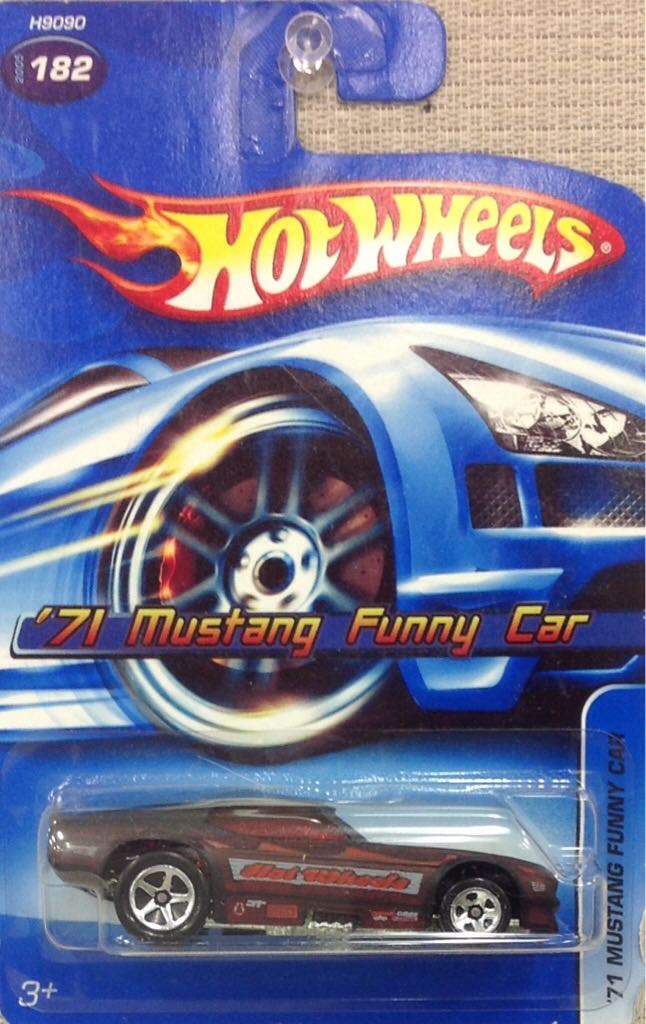 H9090
2005
182
HOT WHEELS®
'71 Mustang Funny Car
'71 MUSTANG FUNNY CAR
Hot Wheels
3+